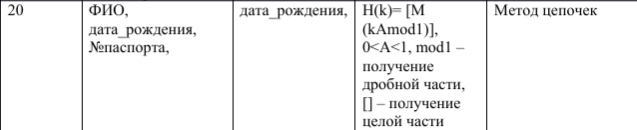 20 ФИО, дата_рождения, H(k)= [M Метод цепочек
дата_рождения, (kAmod1)],
№паспорта, 0<A<1, mod1 –
получение
дробной части,
[] – получение
целой части